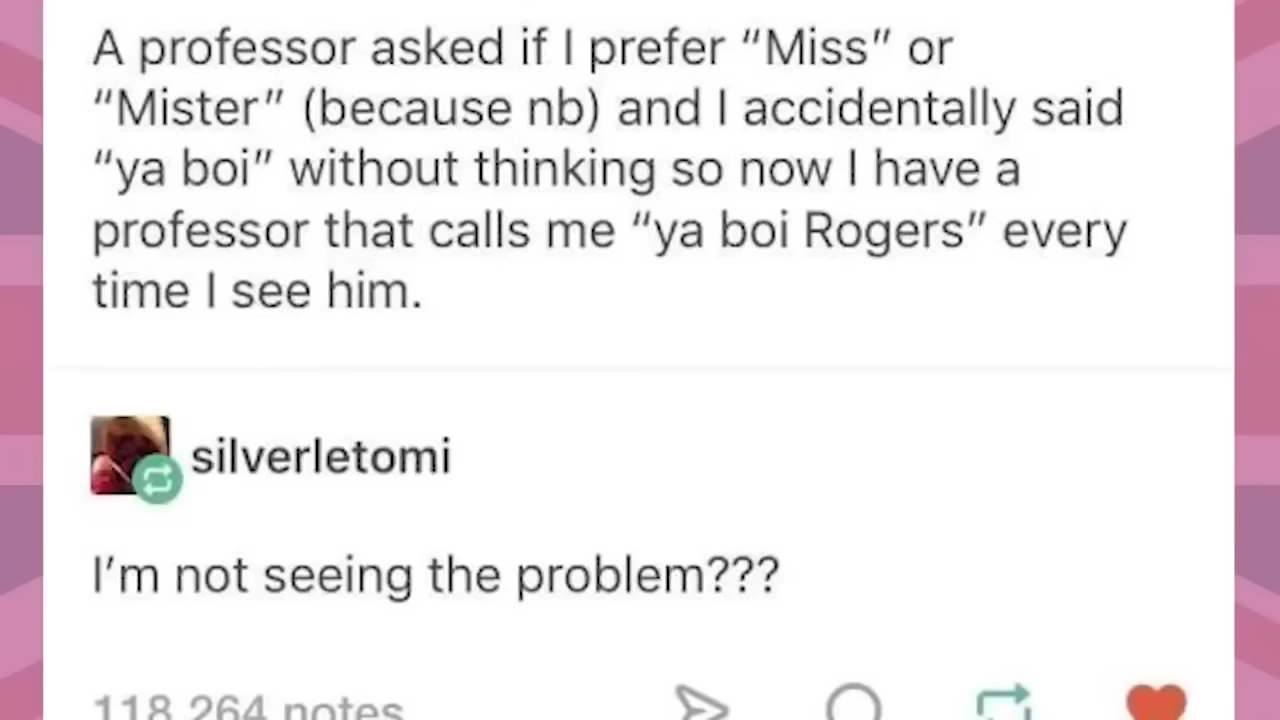 A professor asked if I prefer “Miss” or
“Mister” (because nb) and I accidentally said
“ya boi” without thinking so now I have a
professor that calls me “ya boi Rogers” every
time I see him.
silverletomi
I’m not seeing the problem???
118,264 notes